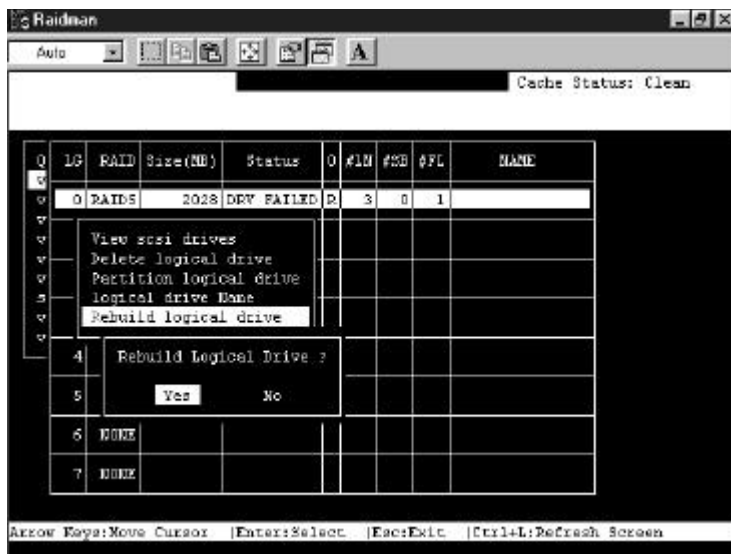 Raidman
Auto
A
Cache Status: Clean
Q LG RAID Size(MB) Status O #LN #SB #FL NAME
v
v 0 RAID5 2028 DRV FAILED R 3 0 1
v
v View scsi drives
v Delete logical drive
v Partition logical drive
s logical drive Name
v Rebuild logical drive
v
4 Rebuild Logical Drive ?
5 Yes No
6 NONE
7 NONE
Arrow Keys:Move Cursor |Enter:Select |Esc:Exit |Ctrl+L:Refresh Screen